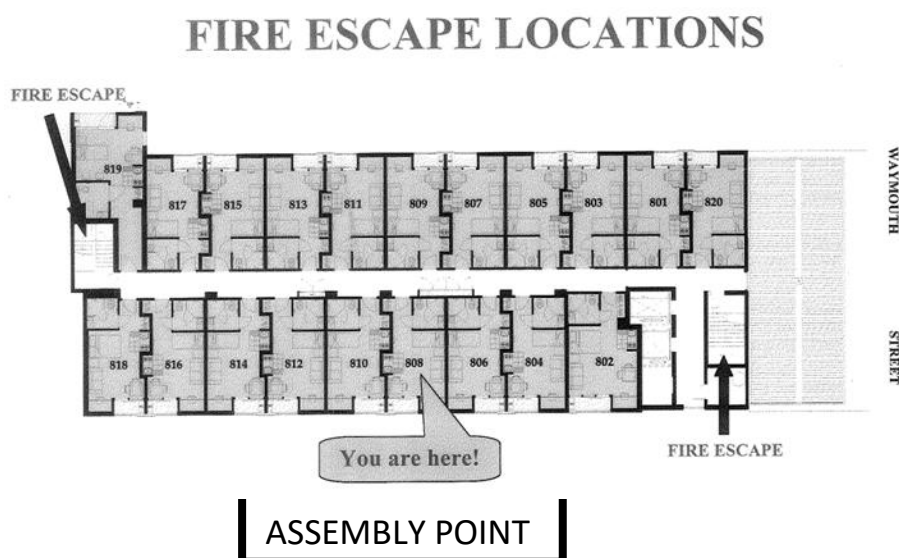 FIRE ESCAPE LOCATIONS
FIRE ESCAPE
819
817 815 813 811 809 807 805 803 801 820
WAYMOUTH
STREET
818 816 814 812 810 808 806 804 802
You are here!
FIRE ESCAPE
ASSEMBLY POINT